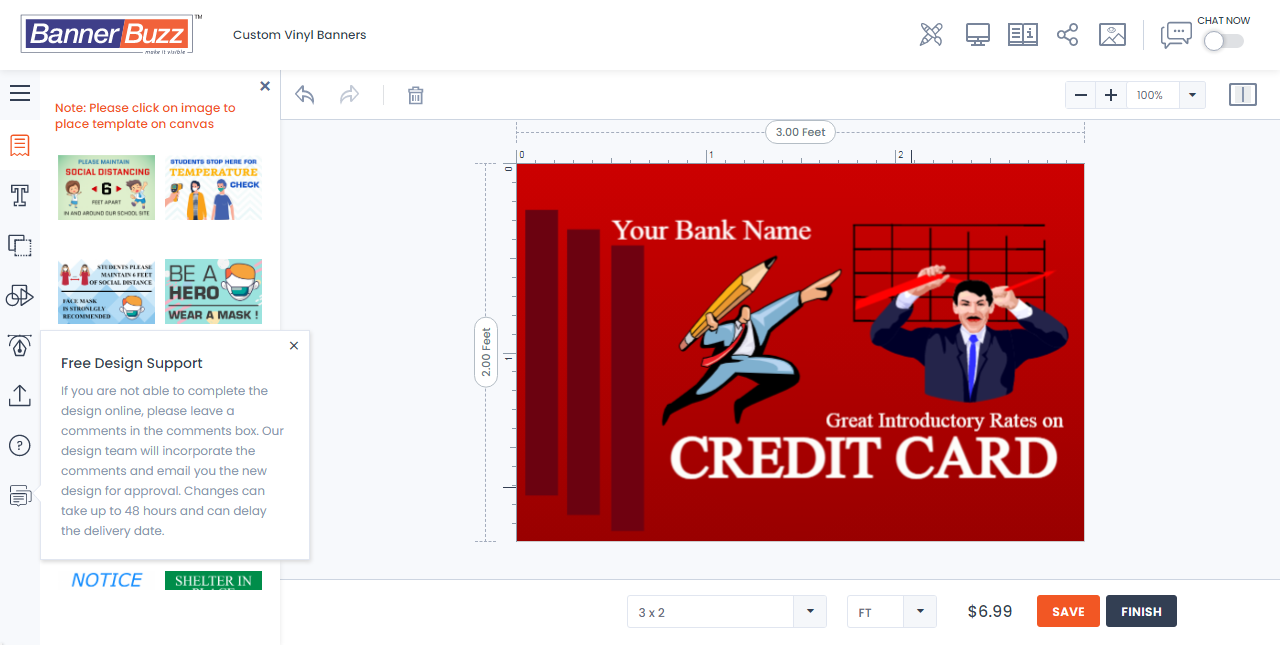 BannerBuzz™
make it visible
Custom Vinyl Banners
CHAT NOW
Note: Please click on image to
place template on canvas
100%
PLEASE MAINTAIN
SOCIAL DISTANCING
6
FEET APART
IN AND AROUND OUR SCHOOL SITE
STUDENTS STOP HERE FOR
TEMPERATURE
CHECK
STUDENTS PLEASE
MAINTAIN 6 FEET
OF SOCIAL DISTANCE
FACE MASK
IS STRONGLEY
RECOMMENDED
BE A
HERO
WEAR A MASK !
Free Design Support
If you are not able to complete the
design online, please leave a
comments in the comments box. Our
design team will incorporate the
comments and email you the new
design for approval. Changes can
take up to 48 hours and can delay
the delivery date.
NOTICE
SHELTER IN
PLACE
3.00 Feet
0
1
2
0
1
2.00 Feet
Your Bank Name
Great Introductory Rates on
CREDIT CARD
3 x 2
FT
$6.99
SAVE
FINISH